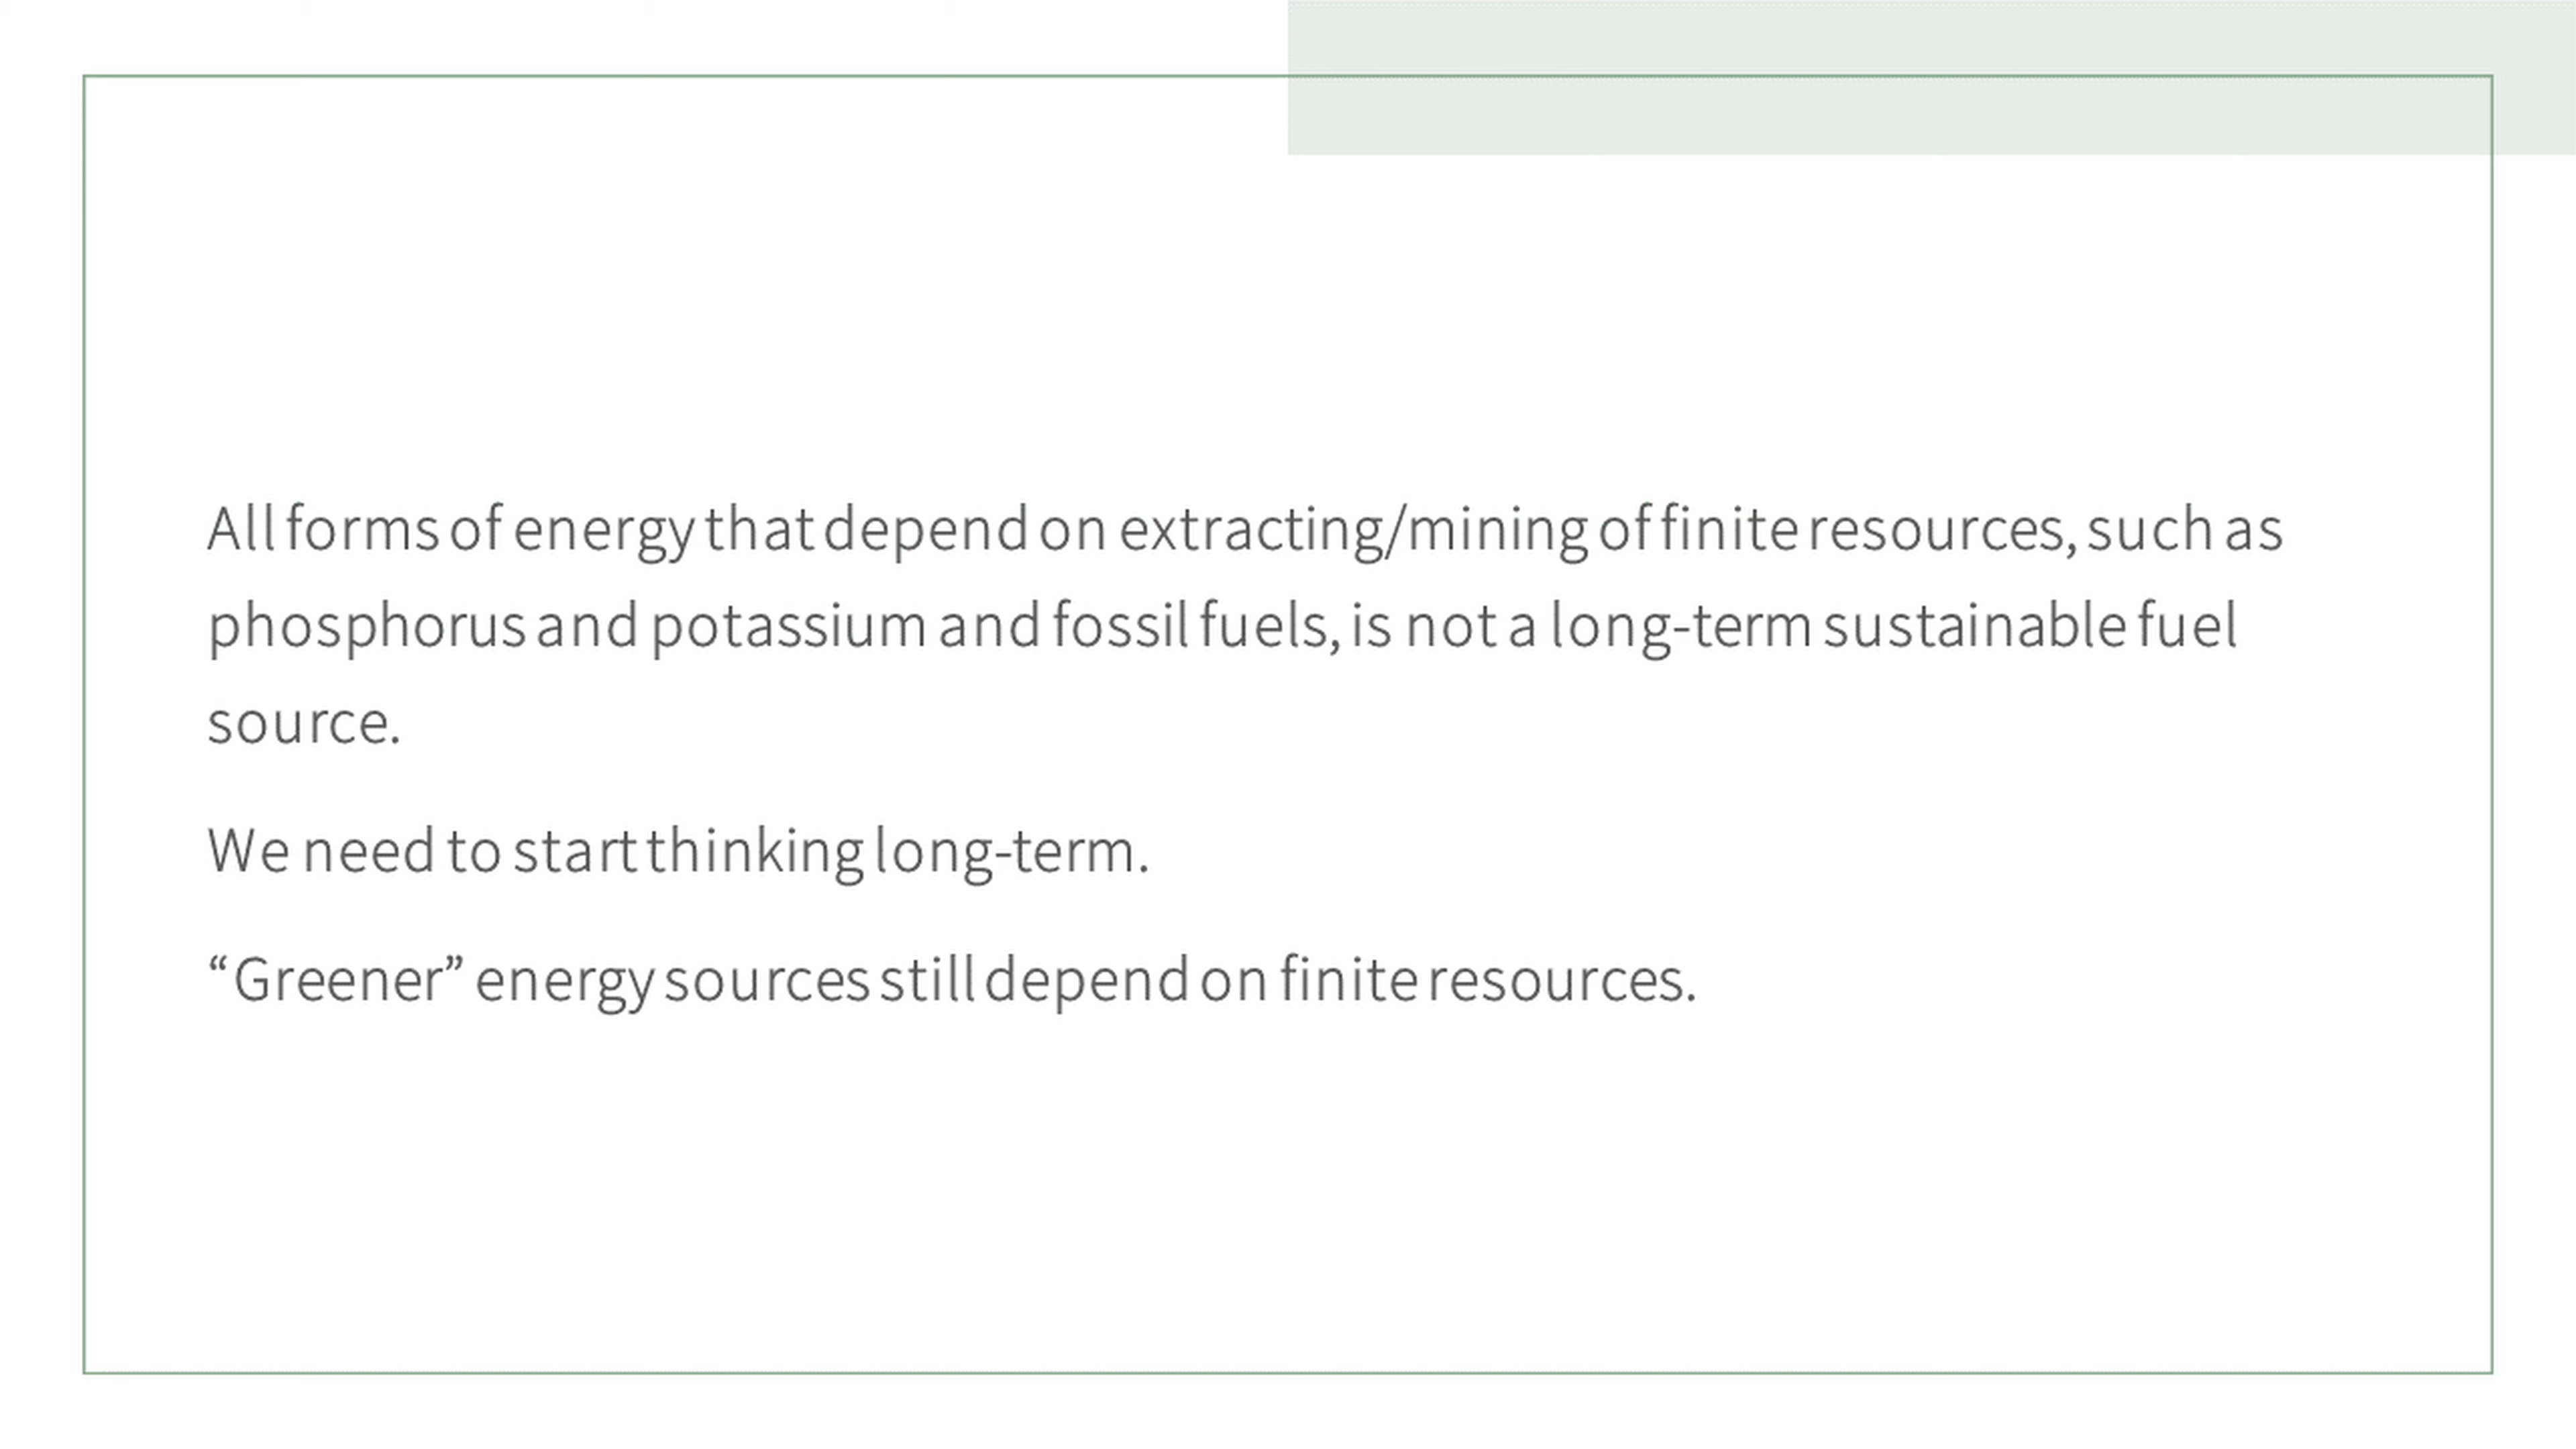 All forms of energy that depend on extracting/mining of finite resources, such as
phosphorus and potassium and fossil fuels, is not a long-term sustainable fuel
source.
We need to start thinking long-term.
“Greener” energy sources still depend on finite resources.